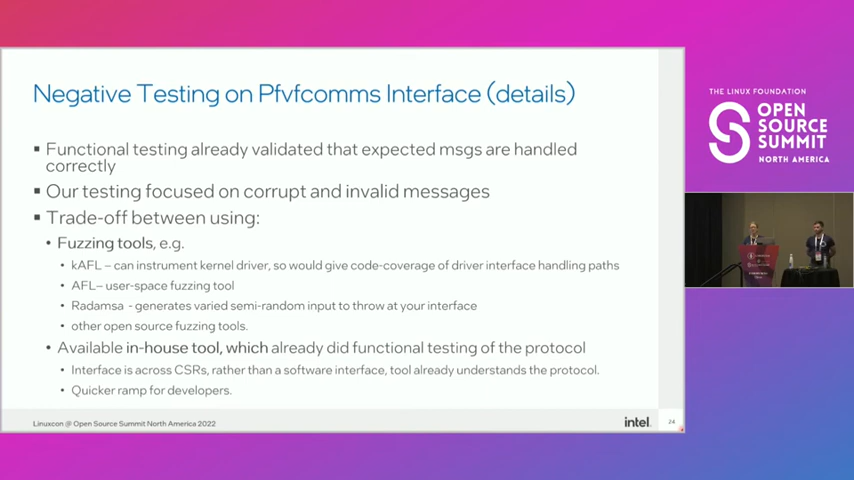 Negative Testing on Pfvfcomms Interface (details)
▪ Functional testing already validated that expected msgs are handled
correctly
▪ Our testing focused on corrupt and invalid messages
▪ Trade-off between using:
• Fuzzing tools, e.g.
• kAFL – can instrument kernel driver, so would give code-coverage of driver interface handling paths
• AFL– user-space fuzzing tool
• Radamsa - generates varied semi-random input to throw at your interface
• other open source fuzzing tools.
• Available in-house tool, which already did functional testing of the protocol
• Interface is across CSRs, rather than a software interface, tool already understands the protocol.
• Quicker ramp for developers.
Linuxcon @ Open Source Summit North America 2022
intel.
24
THE LINUX FOUNDATION
OPEN
SOURCE
SUMMIT
NORTH AMERICA